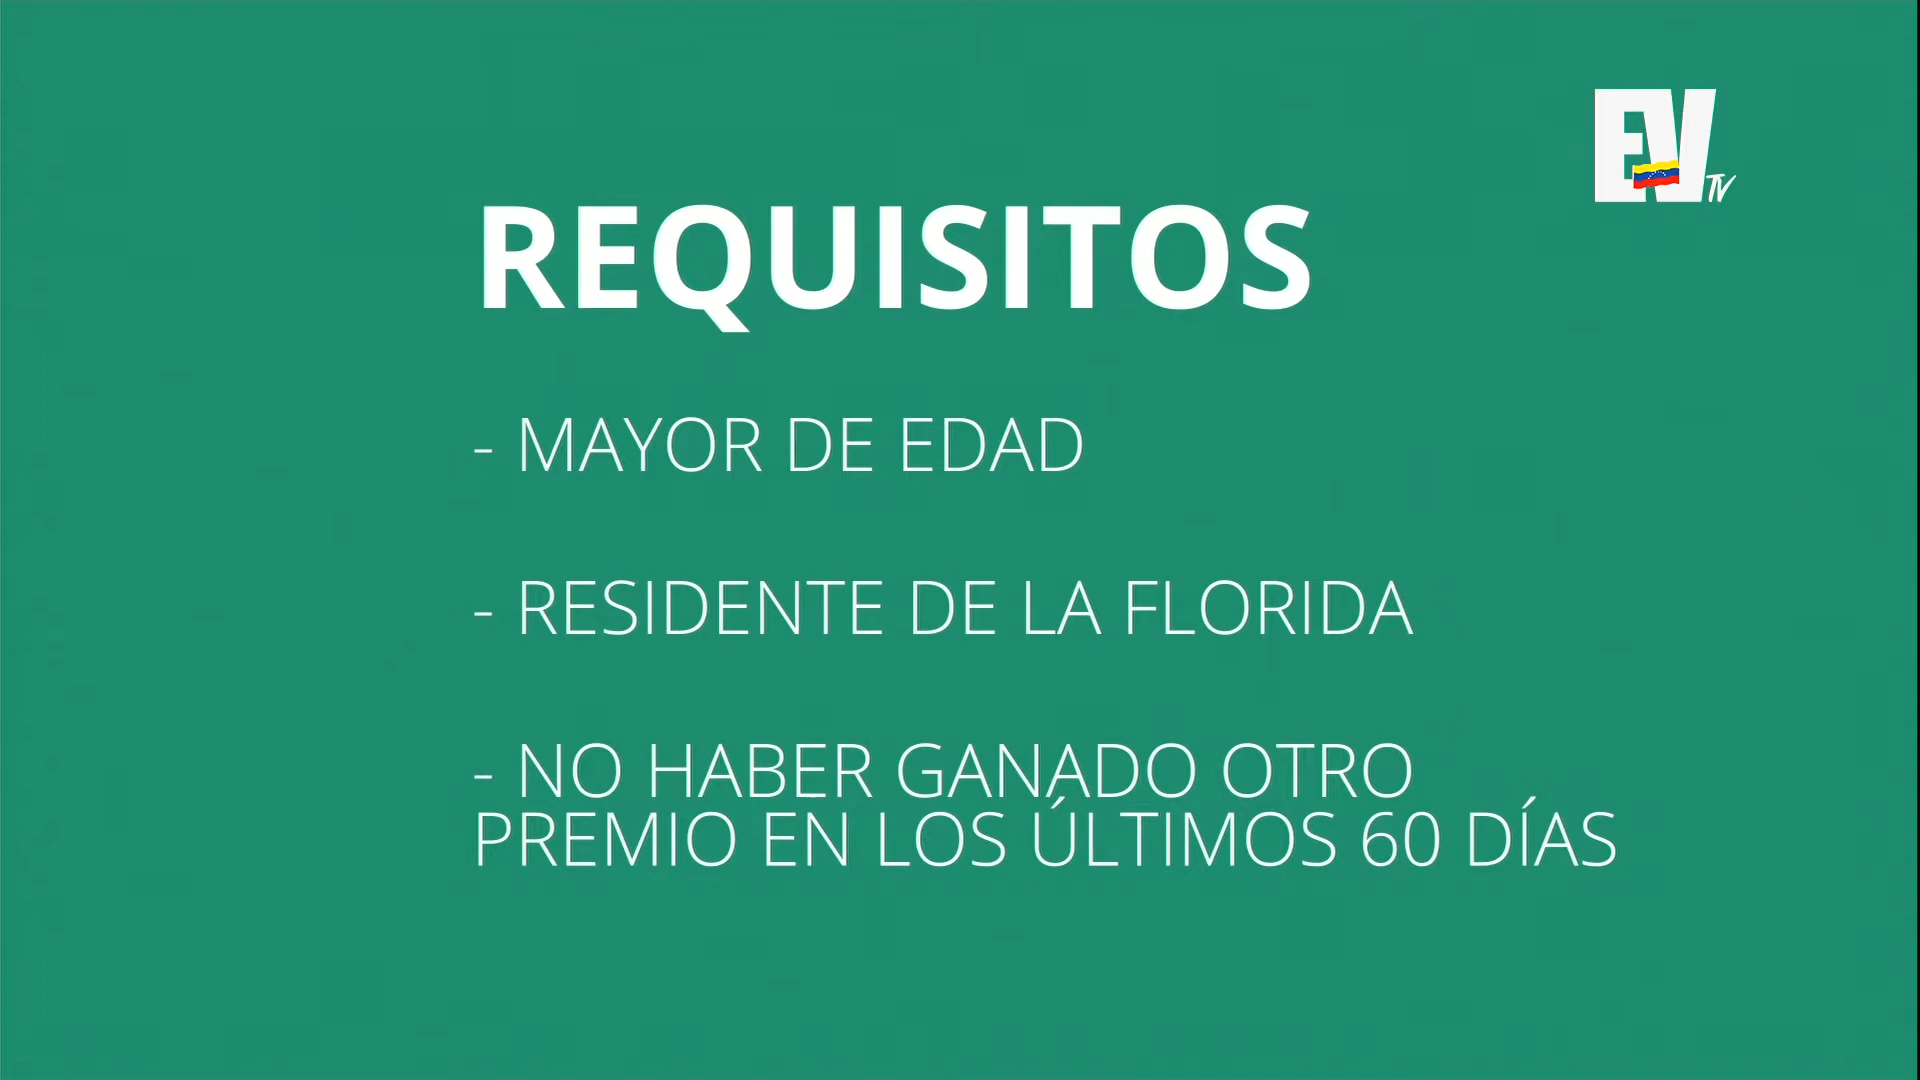 EV
TV
REQUISITOS
- MAYOR DE EDAD
- RESIDENTE DE LA FLORIDA
- NO HABER GANADO OTRO
PREMIO EN LOS ÚLTIMOS 60 DÍAS